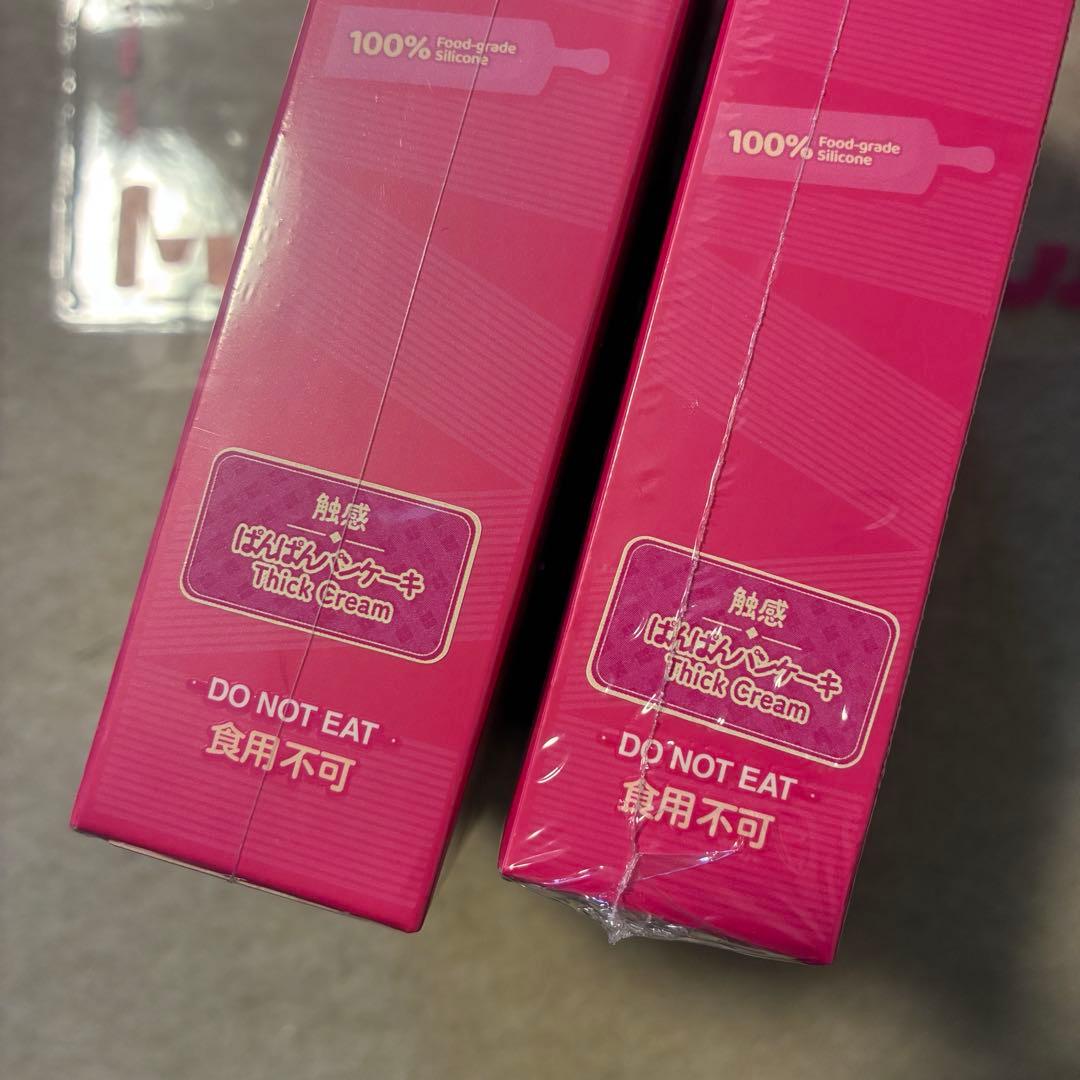 100% Food-grade
Silicone
触感
ぱんぱんパンケーキ
Thick Cream
DO NOT EAT
食用不可
100% Food-grade
Silicone
触感
ぱんぱんパンケーキ
Thick Cream
DO NOT EAT
食用不可